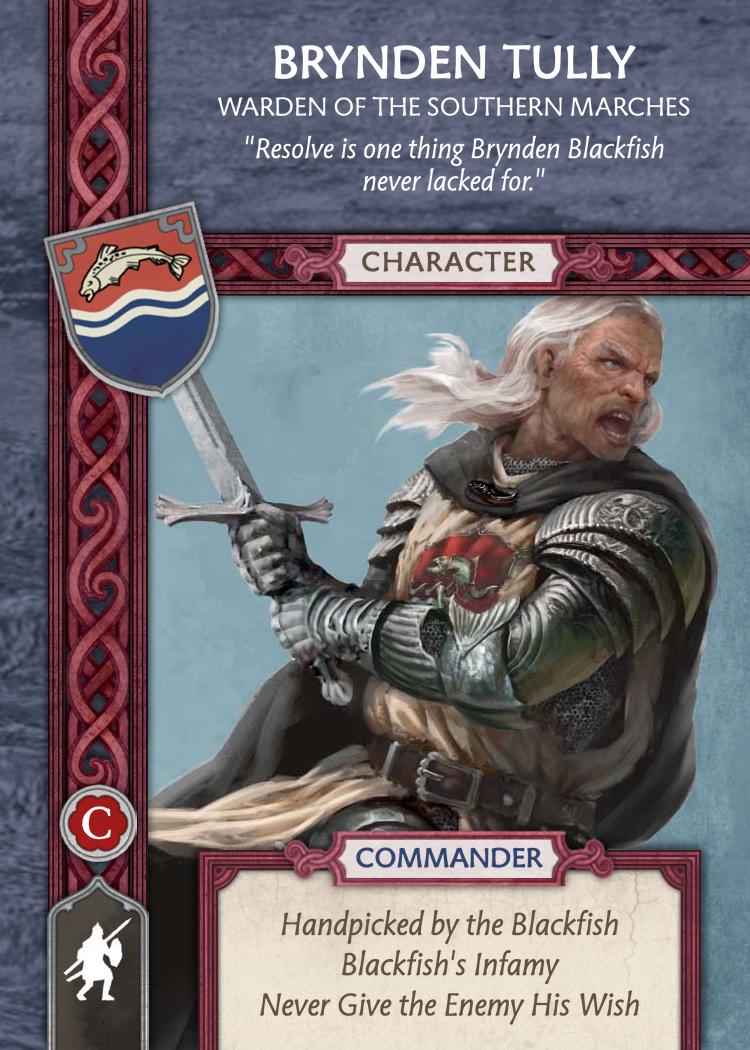 BRYNDEN TULLY
WARDEN OF THE SOUTHERN MARCHES
"Resolve is one thing Brynden Blackfish
never lacked for."
CHARACTER
C
COMMANDER
Handpicked by the Blackfish
Blackfish's Infamy
Never Give the Enemy His Wish